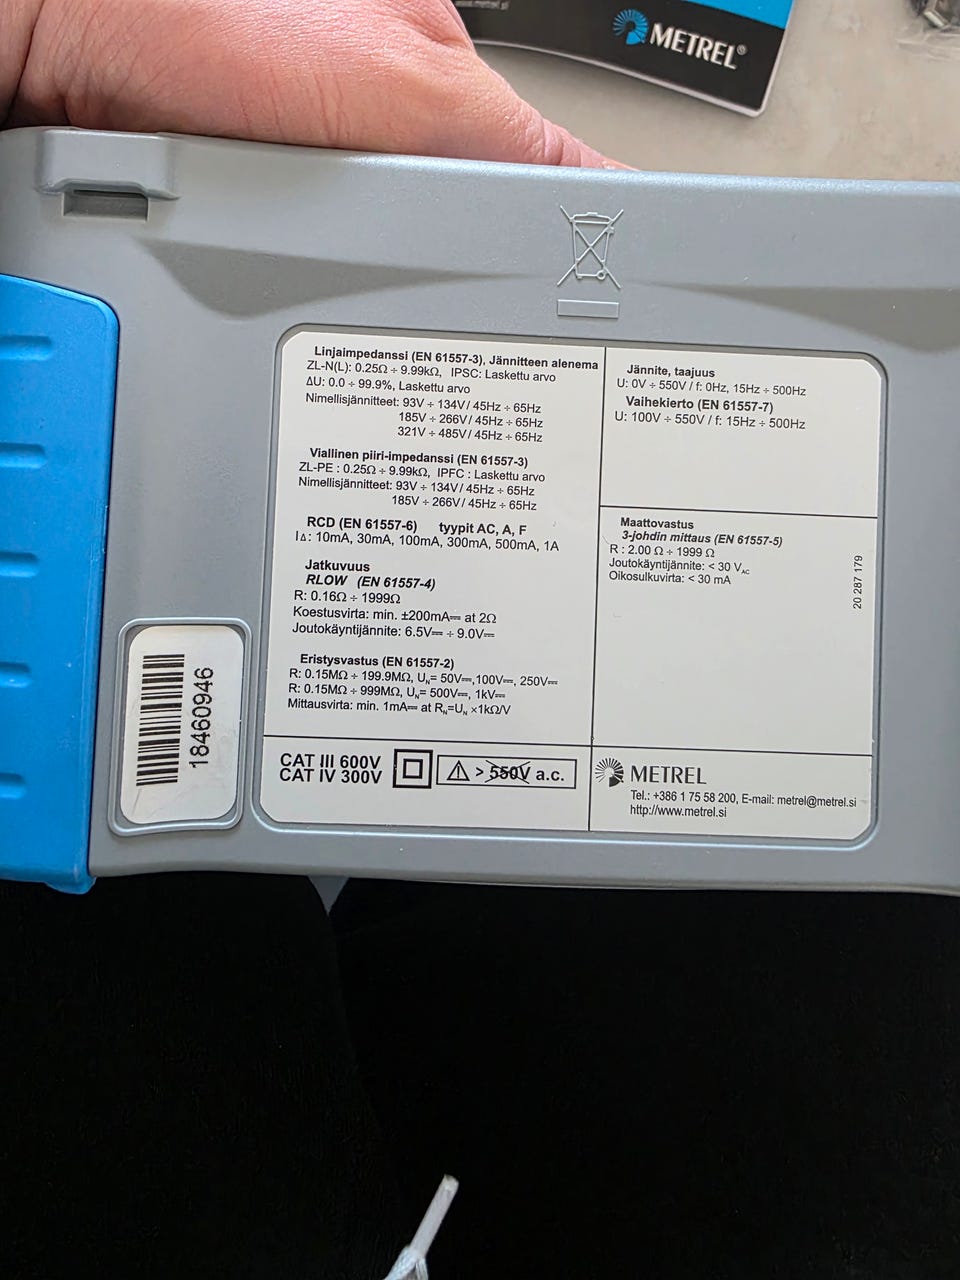 METREL®
Linjaimpedanssi (EN 61557-3), Jännitteen alenema
ZL-N(L): 0.25Ω ÷ 9.99kΩ, IPSC: Laskettu arvo
ΔU: 0.0 ÷ 99.9%, Laskettu arvo
Nimellisjännitteet: 93V ÷ 134V / 45Hz ÷ 65Hz
185V ÷ 266V / 45Hz ÷ 65Hz
321V ÷ 485V / 45Hz ÷ 65Hz
Viallinen piiri-impedanssi (EN 61557-3)
ZL-PE : 0.25Ω ÷ 9.99kΩ, IPFC : Laskettu arvo
Nimellisjännitteet: 93V ÷ 134V / 45Hz ÷ 65Hz
185V ÷ 266V / 45Hz ÷ 65Hz
RCD (EN 61557-6) tyypit AC, A, F
IΔ: 10mA, 30mA, 100mA, 300mA, 500mA, 1A
Jatkuvuus
RLOW (EN 61557-4)
R: 0.16Ω ÷ 1999Ω
Koestusvirta: min. ±200mA⎓ at 2Ω
Joutokäyntijännite: 6.5V⎓ ÷ 9.0V⎓
Eristysvastus (EN 61557-2)
R: 0.15MΩ ÷ 199.9MΩ, UN= 50V⎓,100V⎓, 250V⎓
R: 0.15MΩ ÷ 999MΩ, UN= 500V⎓, 1kV⎓
Mittausvirta: min. 1mA⎓ at RN=UN ×1kΩ/V
Jännite, taajuus
U: 0V ÷ 550V / f: 0Hz, 15Hz ÷ 500Hz
Vaihekierto (EN 61557-7)
U: 100V ÷ 550V / f: 15Hz ÷ 500Hz
Maattovastus
3-johdin mittaus (EN 61557-5)
R : 2.00 Ω ÷ 1999 Ω
Joutokäyntijännite: < 30 VAC
Oikosulkuvirta: < 30 mA
20 287 179
18460946
CAT III 600V
CAT IV 300V
> 550V a.c.
METREL
Tel.: +386 1 75 58 200, E-mail: metrel@metrel.si
http://www.metrel.si